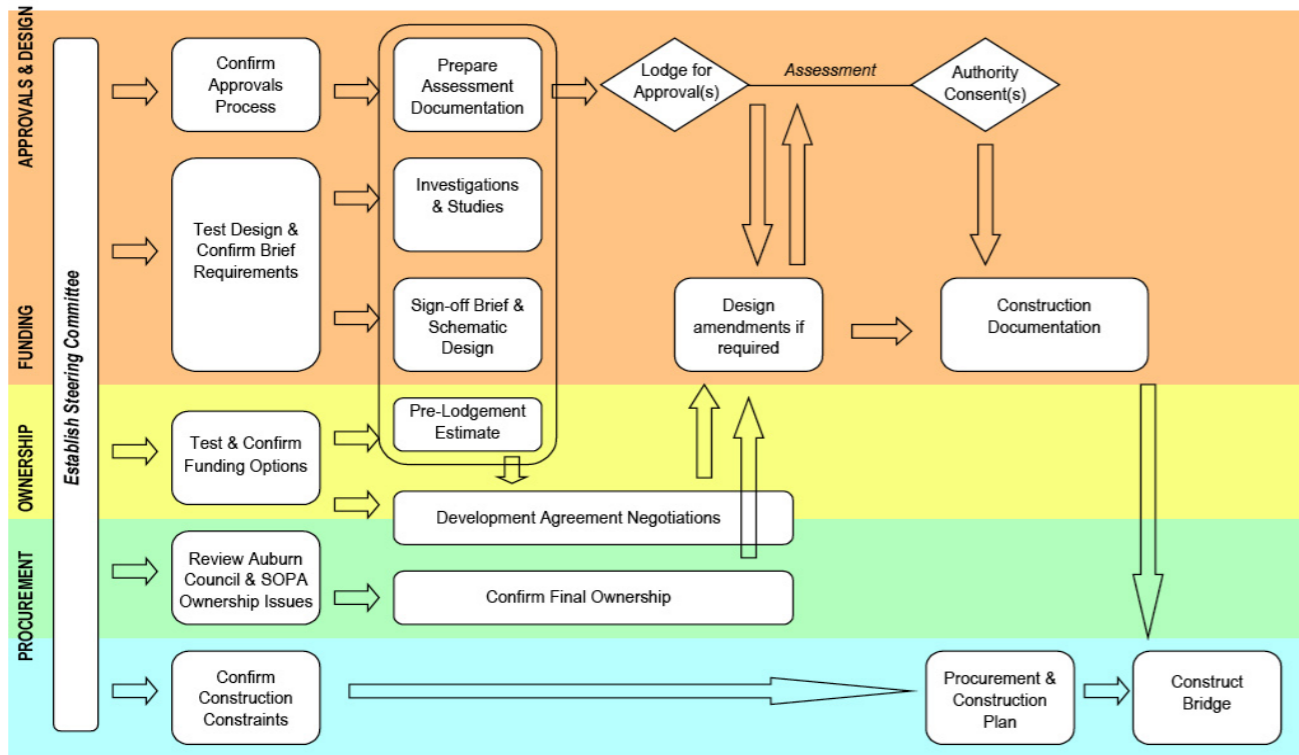 APPROVALS & DESIGN
FUNDING
OWNERSHIP
PROCUREMENT
Establish Steering Committee
Confirm
Approvals
Process
Prepare
Assessment
Documentation
Lodge for
Approval(s)
Assessment
Authority
Consent(s)
Test Design &
Confirm Brief
Requirements
Investigations
& Studies
Sign-off Brief &
Schematic
Design
Design
amendments if
required
Construction
Documentation
Test & Confirm
Funding Options
Pre-Lodgement
Estimate
Development Agreement Negotiations
Review Auburn
Council & SOPA
Ownership Issues
Confirm Final Ownership
Confirm
Construction
Constraints
Procurement &
Construction
Plan
Construct
Bridge